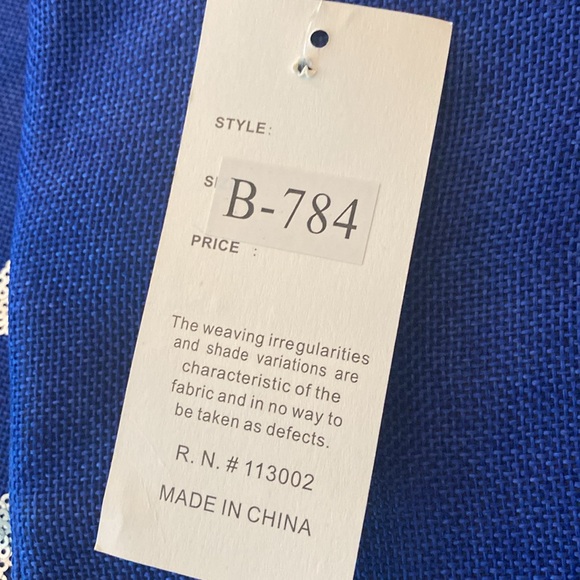 STYLE:
B-784
PRICE :
The weaving irregularities
and shade variations are
characteristic of the
fabric and in no way to
be taken as defects.
R. N. # 113002
MADE IN CHINA